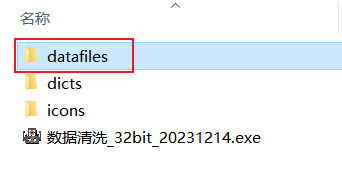 名称
datafiles
dicts
icons
数据清洗_32bit_20231214.exe